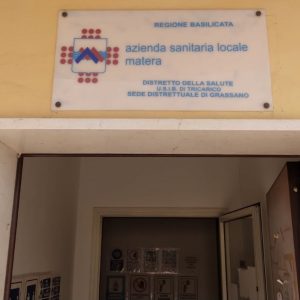 REGIONE BASILICATA
azienda sanitaria locale
matera
DISTRETTO DELLA SALUTE
U.S.I.B. DI TRICARICO
SEDE DISTRETTUALE DI GRASSANO